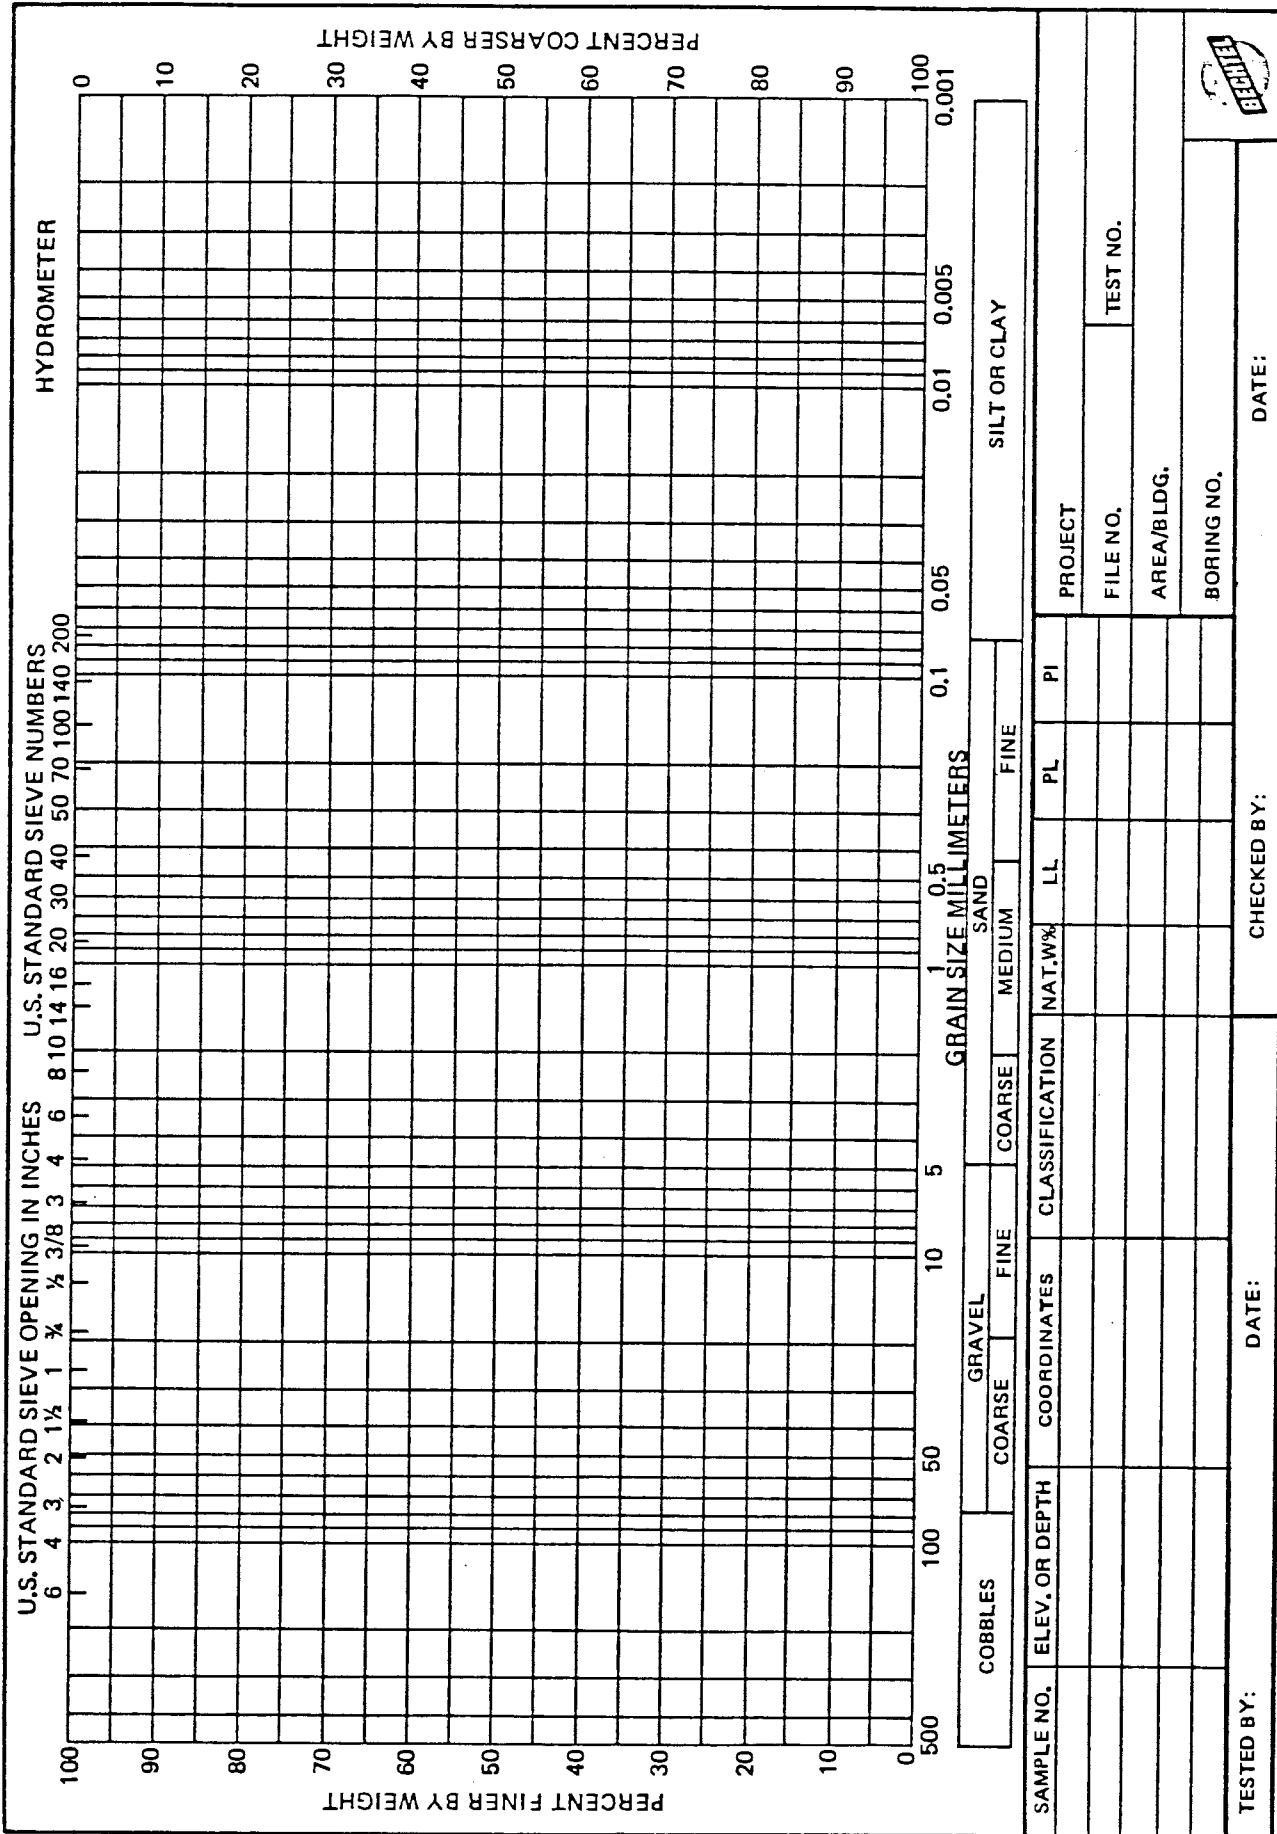 U.S. STANDARD SIEVE OPENING IN INCHES U.S. STANDARD SIEVE NUMBERS HYDROMETER
6 4 3 2 1½ 1 ¾ ½ 3/8 3 4 6 8 10 14 16 20 30 40 50 70 100 140 200
PERCENT FINER BY WEIGHT
100
90
80
70
60
50
40
30
20
10
0
PERCENT COARSER BY WEIGHT
0
10
20
30
40
50
60
70
80
90
100
500 100 50 10 5 1 0.5 0.1 0.05 0.01 0.005 0.001
GRAIN SIZE MILLIMETERS
COBBLES GRAVEL SAND SILT OR CLAY
COARSE FINE COARSE MEDIUM FINE
SAMPLE NO. ELEV. OR DEPTH COORDINATES CLASSIFICATION NAT.W% LL PL PI
PROJECT
FILE NO. TEST NO.
AREA/BLDG.
BORING NO.
TESTED BY: DATE: CHECKED BY: DATE:
BECHTEL